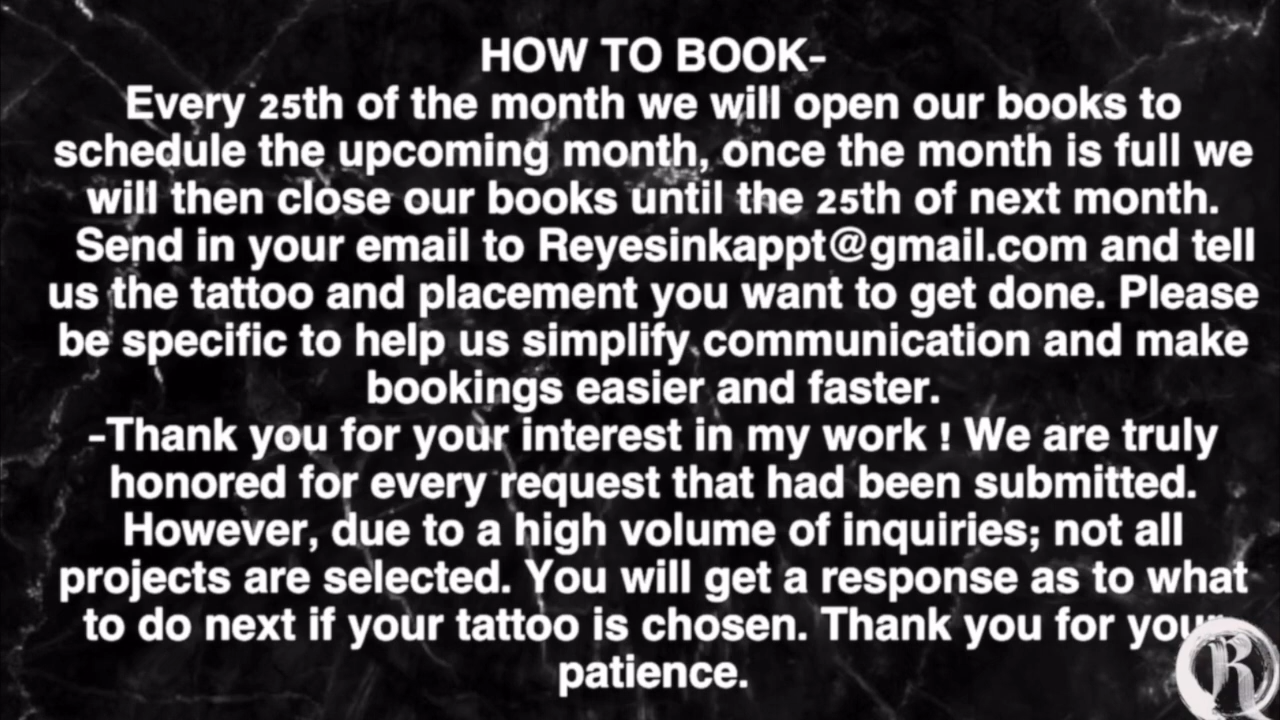 HOW TO BOOK-
Every 25th of the month we will open our books to
schedule the upcoming month, once the month is full we
will then close our books until the 25th of next month.
Send in your email to Reyesinkappt@gmail.com and tell
us the tattoo and placement you want to get done. Please
be specific to help us simplify communication and make
bookings easier and faster.
-Thank you for your interest in my work ! We are truly
honored for every request that had been submitted.
However, due to a high volume of inquiries; not all
projects are selected. You will get a response as to what
to do next if your tattoo is chosen. Thank you for your
patience.
R